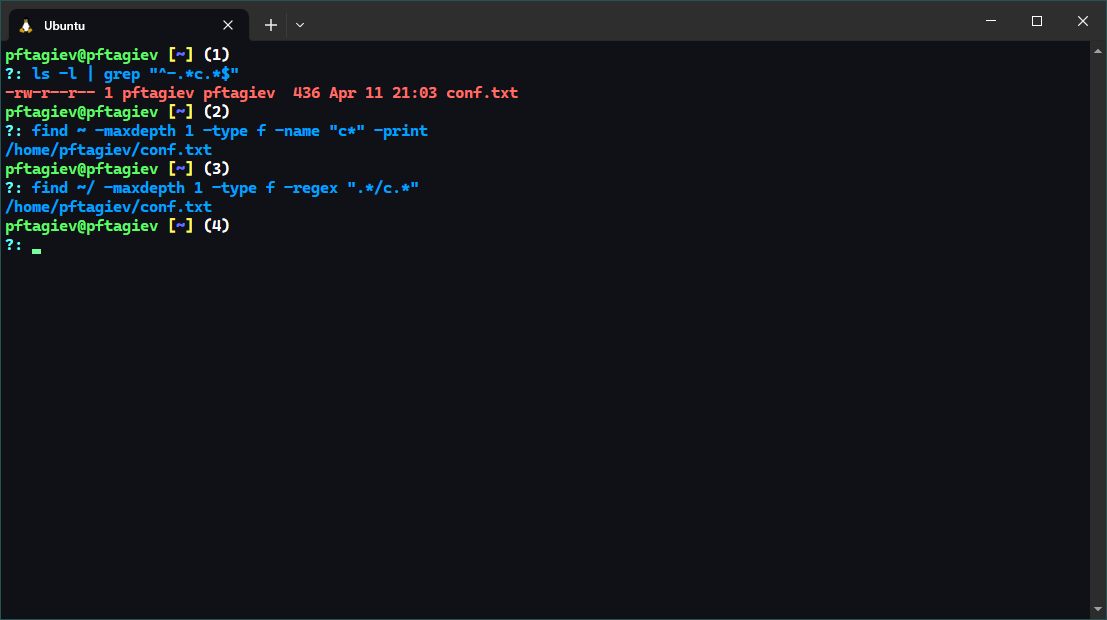 Ubuntu
pftagiev@pftagiev [~] (1)
?: ls -l | grep "^-.*c.*$"
-rw-r--r-- 1 pftagiev pftagiev  436 Apr 11 21:03 conf.txt
pftagiev@pftagiev [~] (2)
?: find ~ -maxdepth 1 -type f -name "c*" -print
/home/pftagiev/conf.txt
pftagiev@pftagiev [~] (3)
?: find ~/ -maxdepth 1 -type f -regex ".*/c.*"
/home/pftagiev/conf.txt
pftagiev@pftagiev [~] (4)
?: